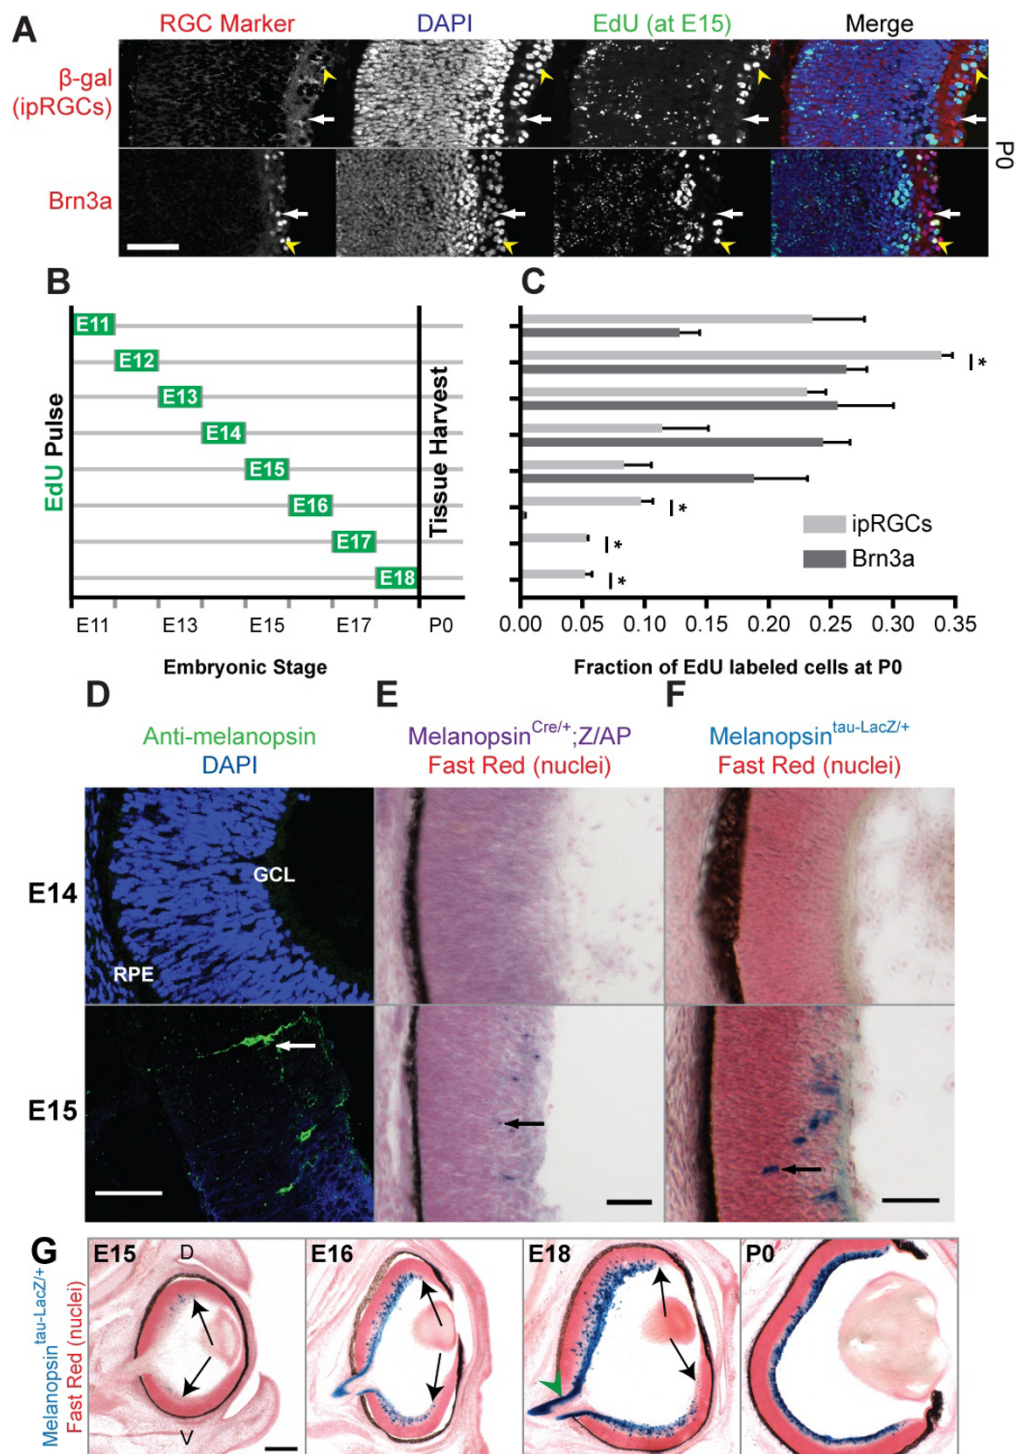 A
RGC Marker
DAPI
EdU (at E15)
Merge
β-gal
(ipRGCs)
Brn3a
P0
B
C
EdU Pulse
E11
E12
E13
E14
E15
E16
E17
E18
Tissue Harvest
E11
E13
E15
E17
P0
Embryonic Stage
*
*
*
*
ipRGCs
Brn3a
0.00
0.05
0.10
0.15
0.20
0.25
0.30
0.35
Fraction of EdU labeled cells at P0
D
Anti-melanopsin
DAPI
E
Melanopsin^Cre/+;Z/AP
Fast Red (nuclei)
F
Melanopsin^tau-LacZ/+
Fast Red (nuclei)
E14
GCL
RPE
E15
G
Melanopsin^tau-LacZ/+
Fast Red (nuclei)
E15
D
V
E16
E18
P0